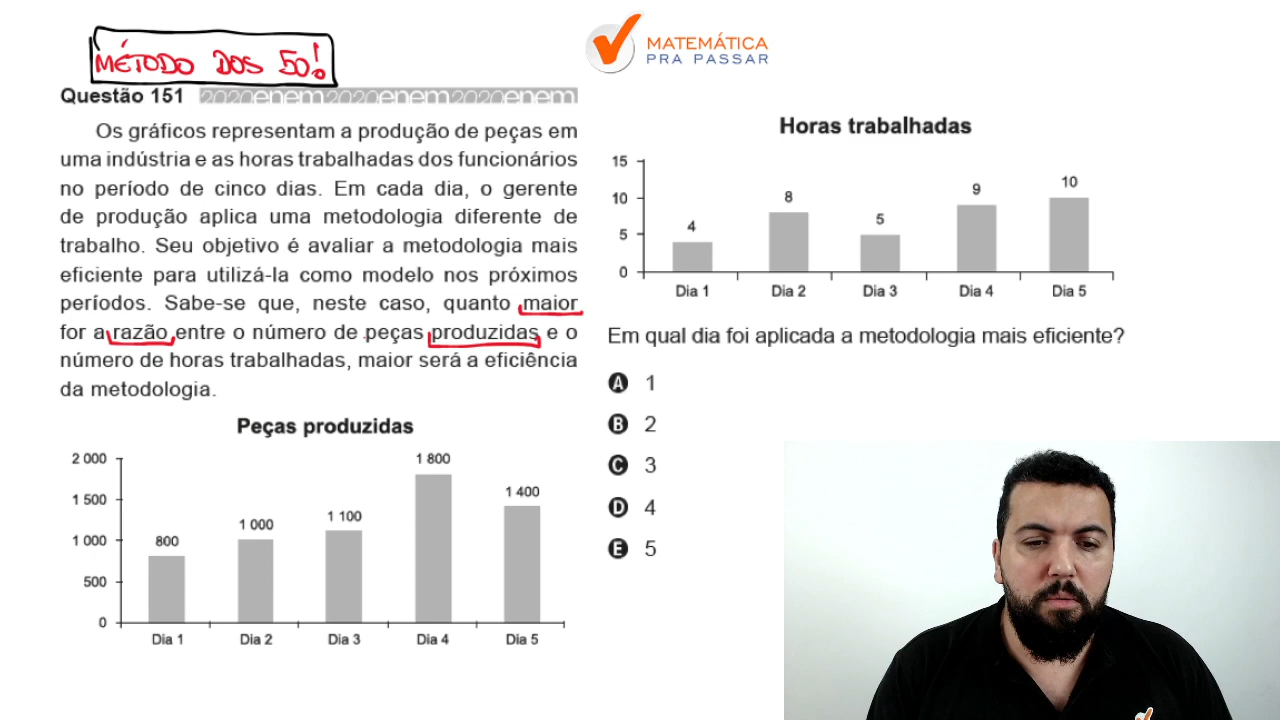 MÉTODO DOS 50!
MATEMÁTICA
PRA PASSAR
Questão 151 2020enem2020enem2020enem
Os gráficos representam a produção de peças em
uma indústria e as horas trabalhadas dos funcionários
no período de cinco dias. Em cada dia, o gerente
de produção aplica uma metodologia diferente de
trabalho. Seu objetivo é avaliar a metodologia mais
eficiente para utilizá-la como modelo nos próximos
períodos. Sabe-se que, neste caso, quanto maior
for a razão entre o número de peças produzidas e o
número de horas trabalhadas, maior será a eficiência
da metodologia.
Peças produzidas
2 000
1 500
1 000
500
0
800
1 000
1 100
1 800
1 400
Dia 1 Dia 2 Dia 3 Dia 4 Dia 5
Horas trabalhadas
15
10
5
0
4
8
5
9
10
Dia 1 Dia 2 Dia 3 Dia 4 Dia 5
Em qual dia foi aplicada a metodologia mais eficiente?
A 1
B 2
C 3
D 4
E 5